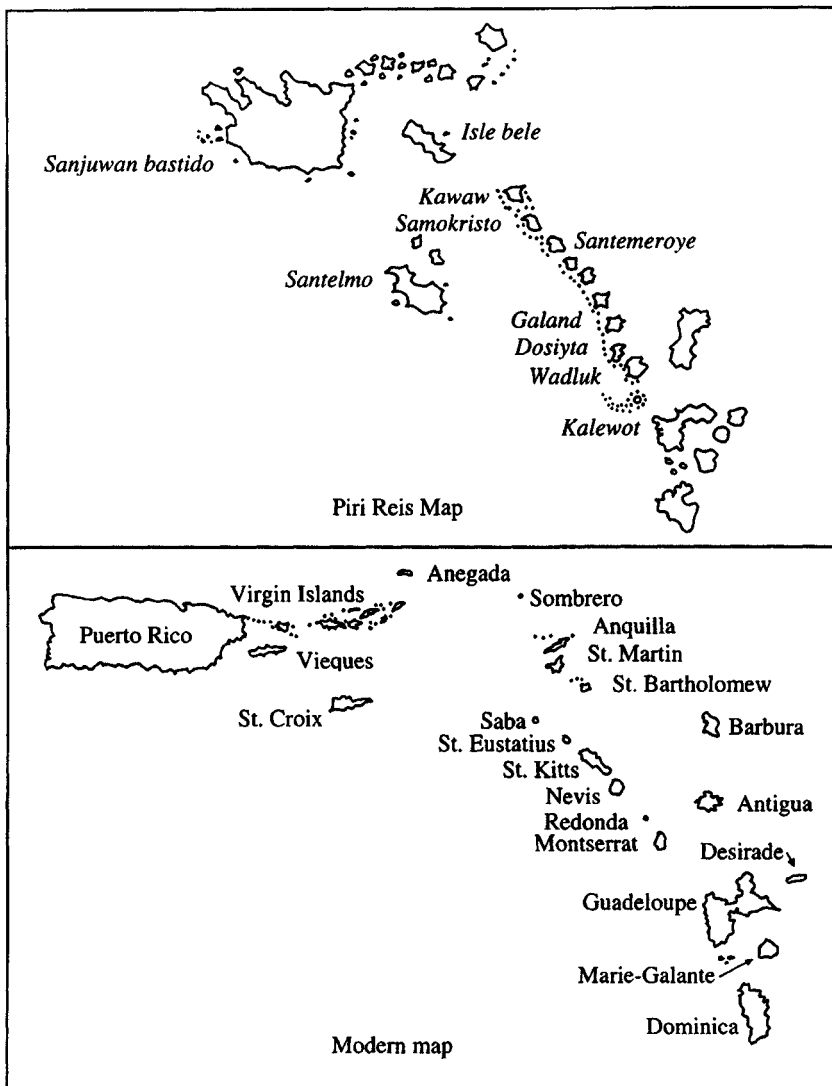 Isle bele
Sanjuwan bastido
Kawaw
Samokristo
Santemeroye
Santelmo
Galand
Dosiyta
Wadluk
Kalewot
Piri Reis Map
Anegada
Virgin Islands
Sombrero
Puerto Rico
Anquilla
Vieques
St. Martin
St. Bartholomew
St. Croix
Saba
Barbura
St. Eustatius
St. Kitts
Nevis
Antigua
Redonda
Montserrat
Desirade
Guadeloupe
Marie-Galante
Dominica
Modern map